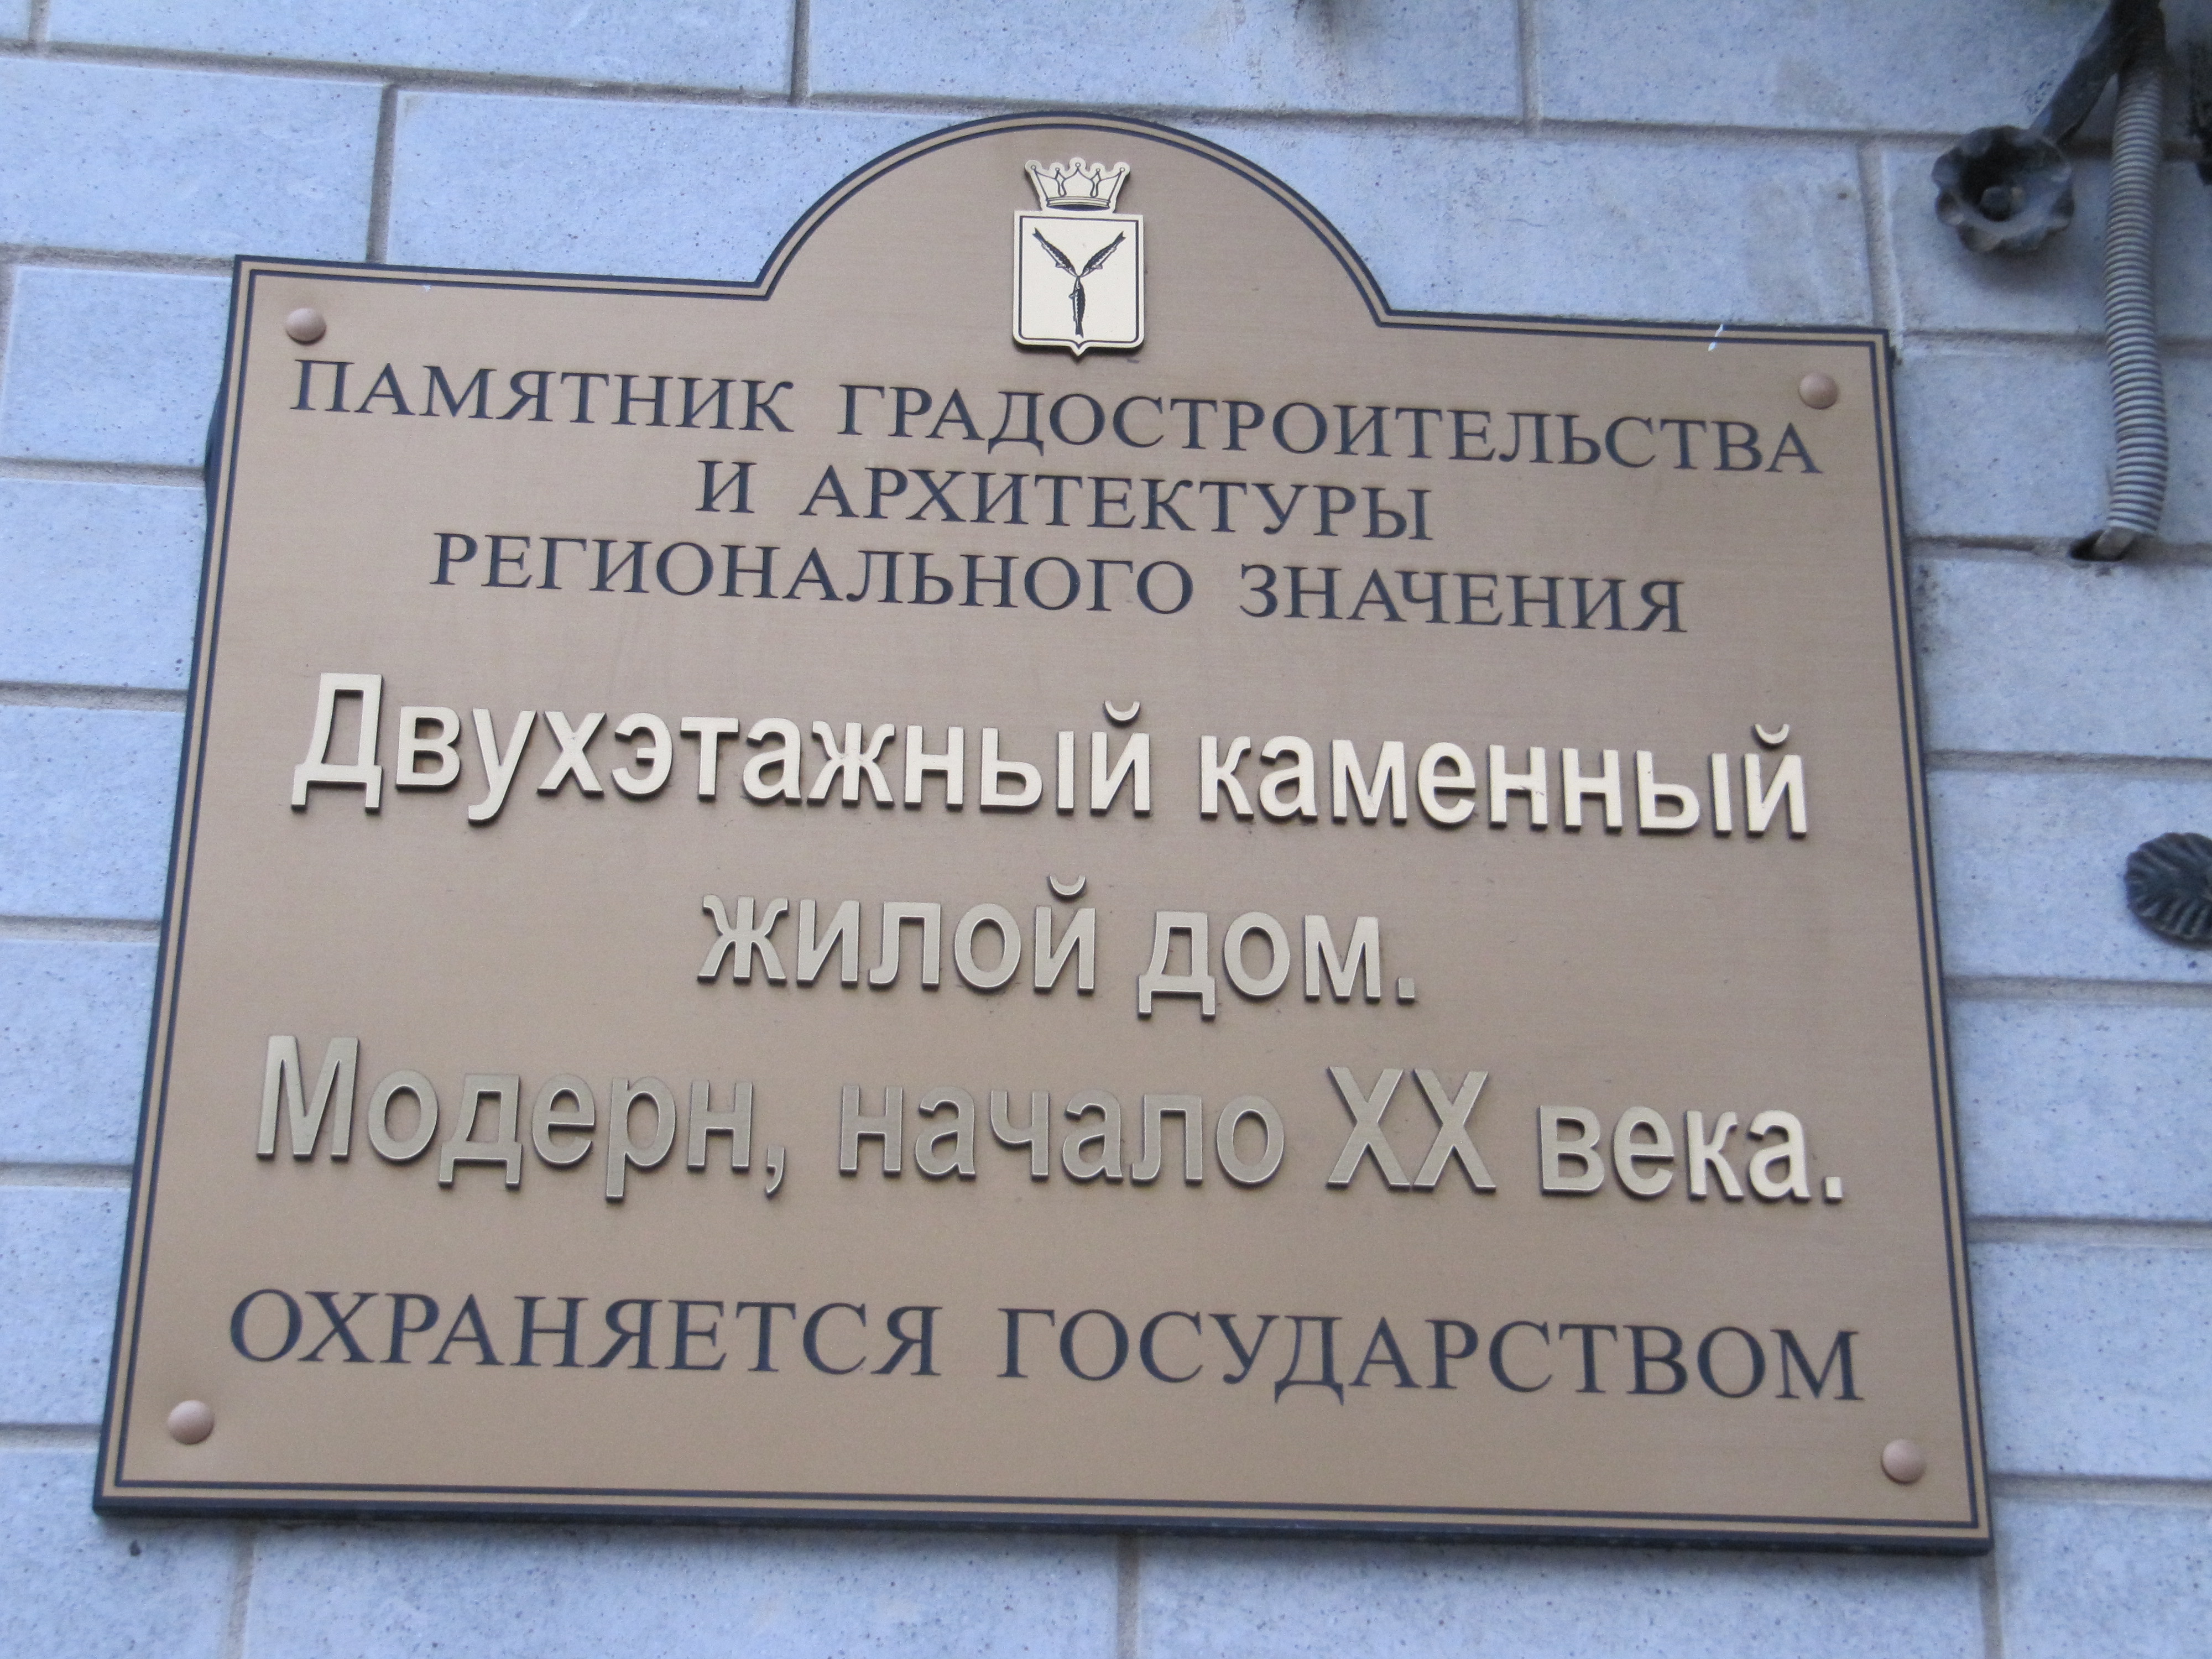 ПАМЯТНИК ГРАДОСТРОИТЕЛЬСТВА
И АРХИТЕКТУРЫ
РЕГИОНАЛЬНОГО ЗНАЧЕНИЯ
Двухэтажный каменный
жилой дом.
Модерн, начало XX века.
ОХРАНЯЕТСЯ ГОСУДАРСТВОМ